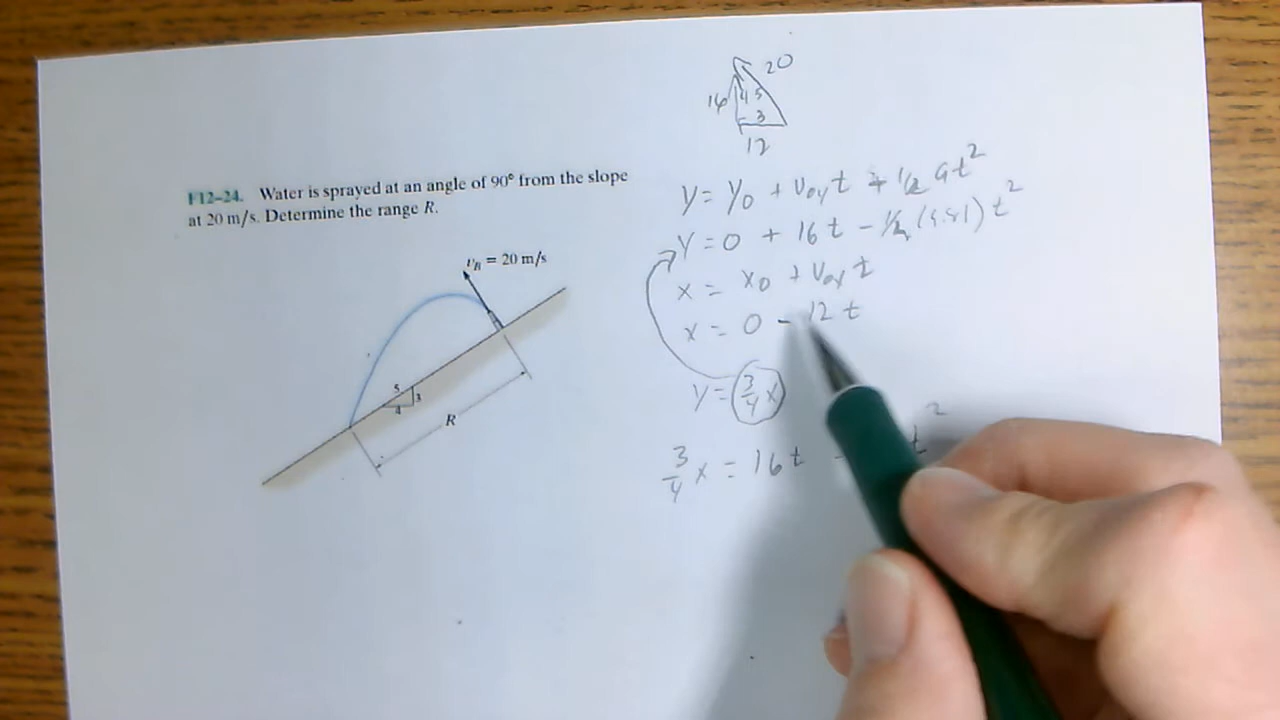 F12–24. Water is sprayed at an angle of 90° from the slope
at 20 m/s. Determine the range R.
v_B = 20 m/s
5
3
4
R
20
16
4 5
3
12
y = y₀ + v₀y t + ½ a t²
y = 0 + 16 t − ½ (9.81) t²
x = x₀ + v₀x t
x = 0 − 12 t
y = ¾ x
¾ x = 16 t − t²